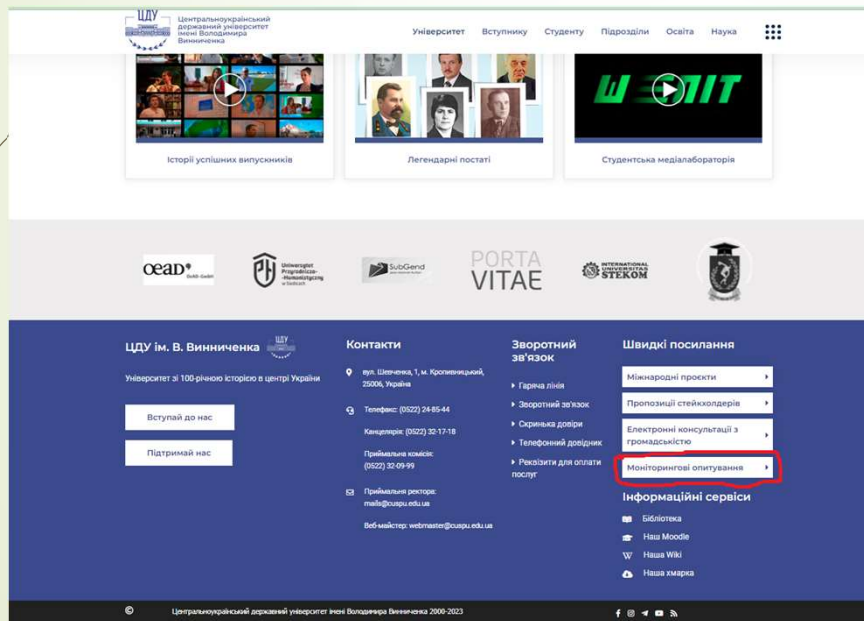 ЦДУ
Центральноукраїнський
державний університет
імені Володимира
Винниченка
Університет Вступнику Студенту Підрозділи Освіта Наука
Історії успішних випускників
Легендарні постаті
Студентська медіалабораторія
OeAD
Uniwersytet
Przyrodniczo-
-Humanistyczny
w Siedlcach
SubGend
PORTA
VITAE
INTERNATIONAL
UNIVERSITAS
STEKOM
ЦДУ ім. В. Винниченка
ЦДУ
Університет зі 100-річною історією в центрі України
Вступай до нас
Підтримай нас
Контакти
вул. Шевченка, 1, м. Кропивницький,
25006, Україна
Телефакс: (0522) 24-85-44
Канцелярія: (0522) 32-17-18
Приймальна комісія:
(0522) 32-09-99
Приймальня ректора:
mails@cuspu.edu.ua
Веб-майстер: webmaster@cuspu.edu.ua
Зворотний
зв'язок
Гаряча лінія
Зворотний зв'язок
Скринька довіри
Телефонний довідник
Реквізити для оплати
послуг
Швидкі посилання
Міжнародні проєкти
Пропозиції стейкхолдерів
Електронні консультації з
громадськістю
Моніторингові опитування
Інформаційні сервіси
Бібліотека
Наш Moodle
Наша Wiki
Наша хмарка
© Центральноукраїнський державний університет імені Володимира Винниченка 2000-2023